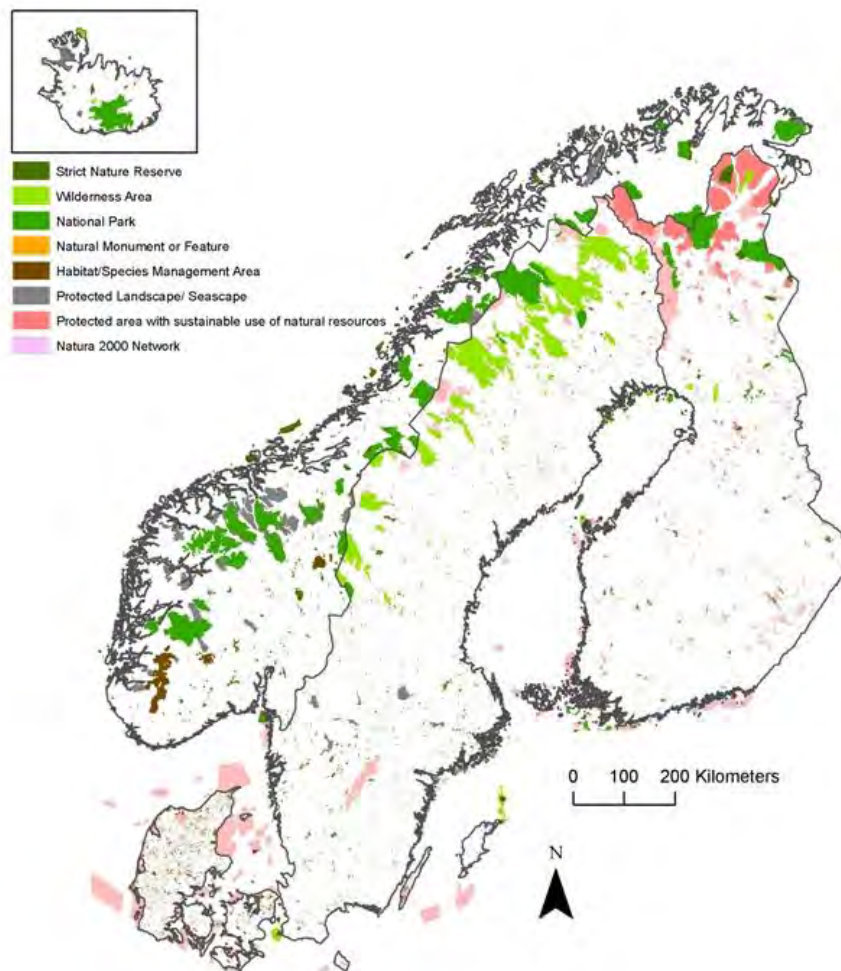 Strict Nature Reserve
Wilderness Area
National Park
Natural Monument or Feature
Habitat/Species Management Area
Protected Landscape/ Seascape
Protected area with sustainable use of natural resources
Natura 2000 Network
0 100 200 Kilometers
N